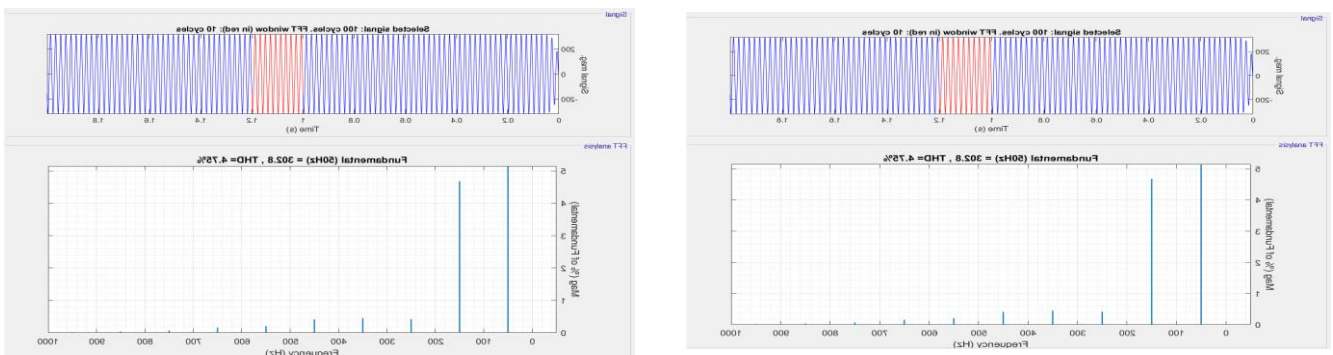 Signal
Selected signal: 100 cycles. FFT window (in red): 10 cycles
Signal mag
200
0
-200
0 0.2 0.4 0.6 0.8 1 1.2 1.4 1.6 1.8
Time (s)
FFT analysis
Fundamental (50Hz) = 302.8 , THD= 4.75%
Mag (% of Fundamental)
5
4
3
2
1
0
0 100 200 300 400 500 600 700 800 900 1000
Frequency (Hz)
Signal
Selected signal: 100 cycles. FFT window (in red): 10 cycles
Signal mag
200
0
-200
0 0.2 0.4 0.6 0.8 1 1.2 1.4 1.6 1.8
Time (s)
FFT analysis
Fundamental (50Hz) = 302.8 , THD= 4.75%
Mag (% of Fundamental)
5
4
3
2
1
0
0 100 200 300 400 500 600 700 800 900 1000
Frequency (Hz)